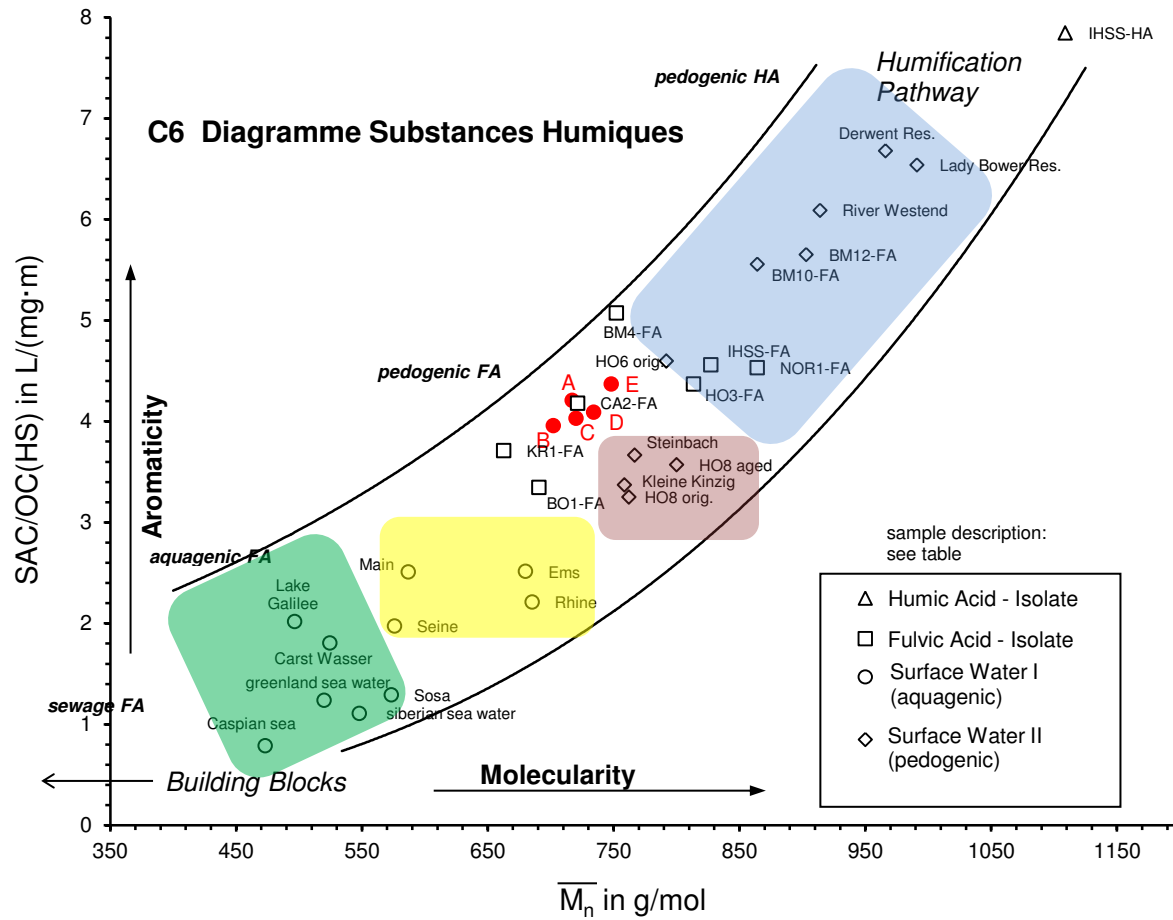 8
7
6
5
4
3
2
1
0
350
450
550
650
750
850
950
1050
1150
SAC/OC(HS) in L/(mg·m)
Aromaticity
C6 Diagramme Substances Humiques
pedogenic HA
Humification
Pathway
IHSS-HA
Derwent Res.
Lady Bower Res.
River Westend
BM12-FA
BM10-FA
BM4-FA
pedogenic FA
HO6 orig.
IHSS-FA
NOR1-FA
HO3-FA
A
E
CA2-FA
B
C
D
KR1-FA
BO1-FA
Steinbach
HO8 aged
Kleine Kinzig
HO8 orig.
aquagenic FA
Main
Ems
Rhine
Seine
Lake
Galilee
Carst Wasser
greenland sea water
Sosa
siberian sea water
Caspian sea
sewage FA
Building Blocks
Molecularity
sample description:
see table
Humic Acid - Isolate
Fulvic Acid - Isolate
Surface Water I
(aquagenic)
Surface Water II
(pedogenic)
M̅n̅ in g/mol